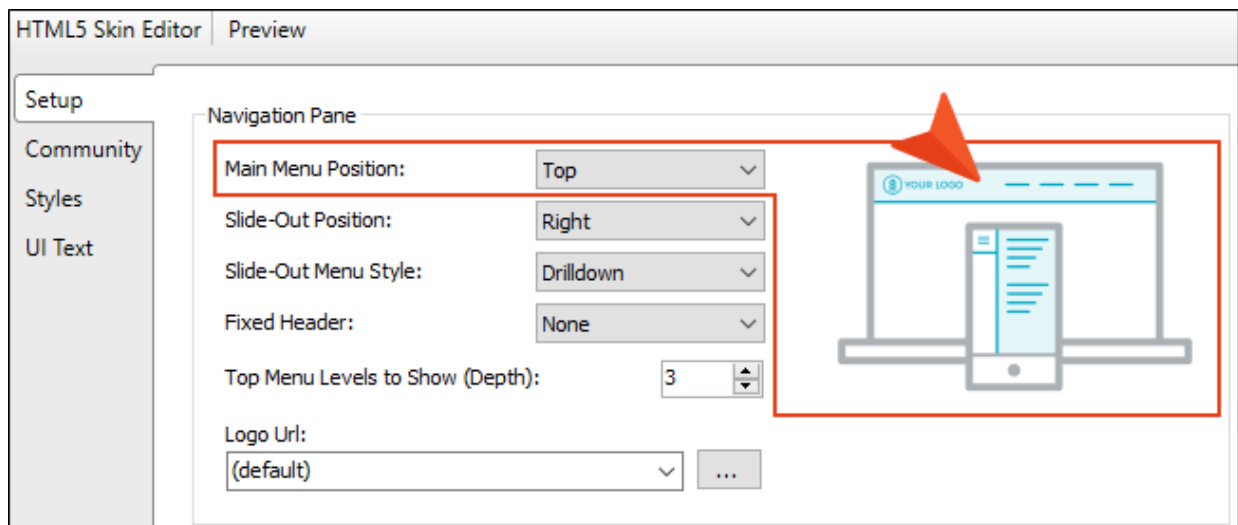 HTML5 Skin Editor Preview
Setup
Community
Styles
UI Text
Navigation Pane
Main Menu Position: Top
Slide-Out Position: Right
Slide-Out Menu Style: Drilldown
Fixed Header: None
Top Menu Levels to Show (Depth): 3
Logo Url:
(default) ...
YOUR LOGO